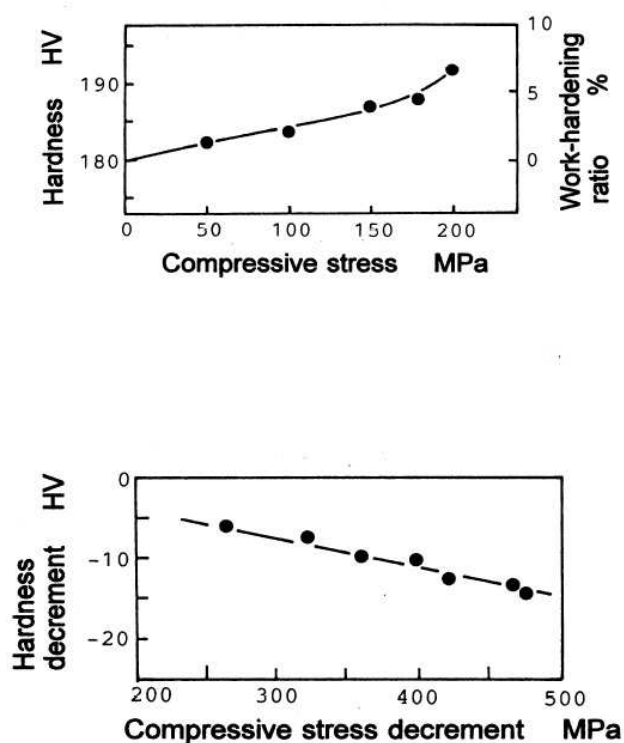 Hardness HV
190
180
10
5
0
Work-hardening
ratio %
0 50 100 150 200
Compressive stress MPa
Hardness
decrement HV
0
-10
-20
200 300 400 500
Compressive stress decrement MPa